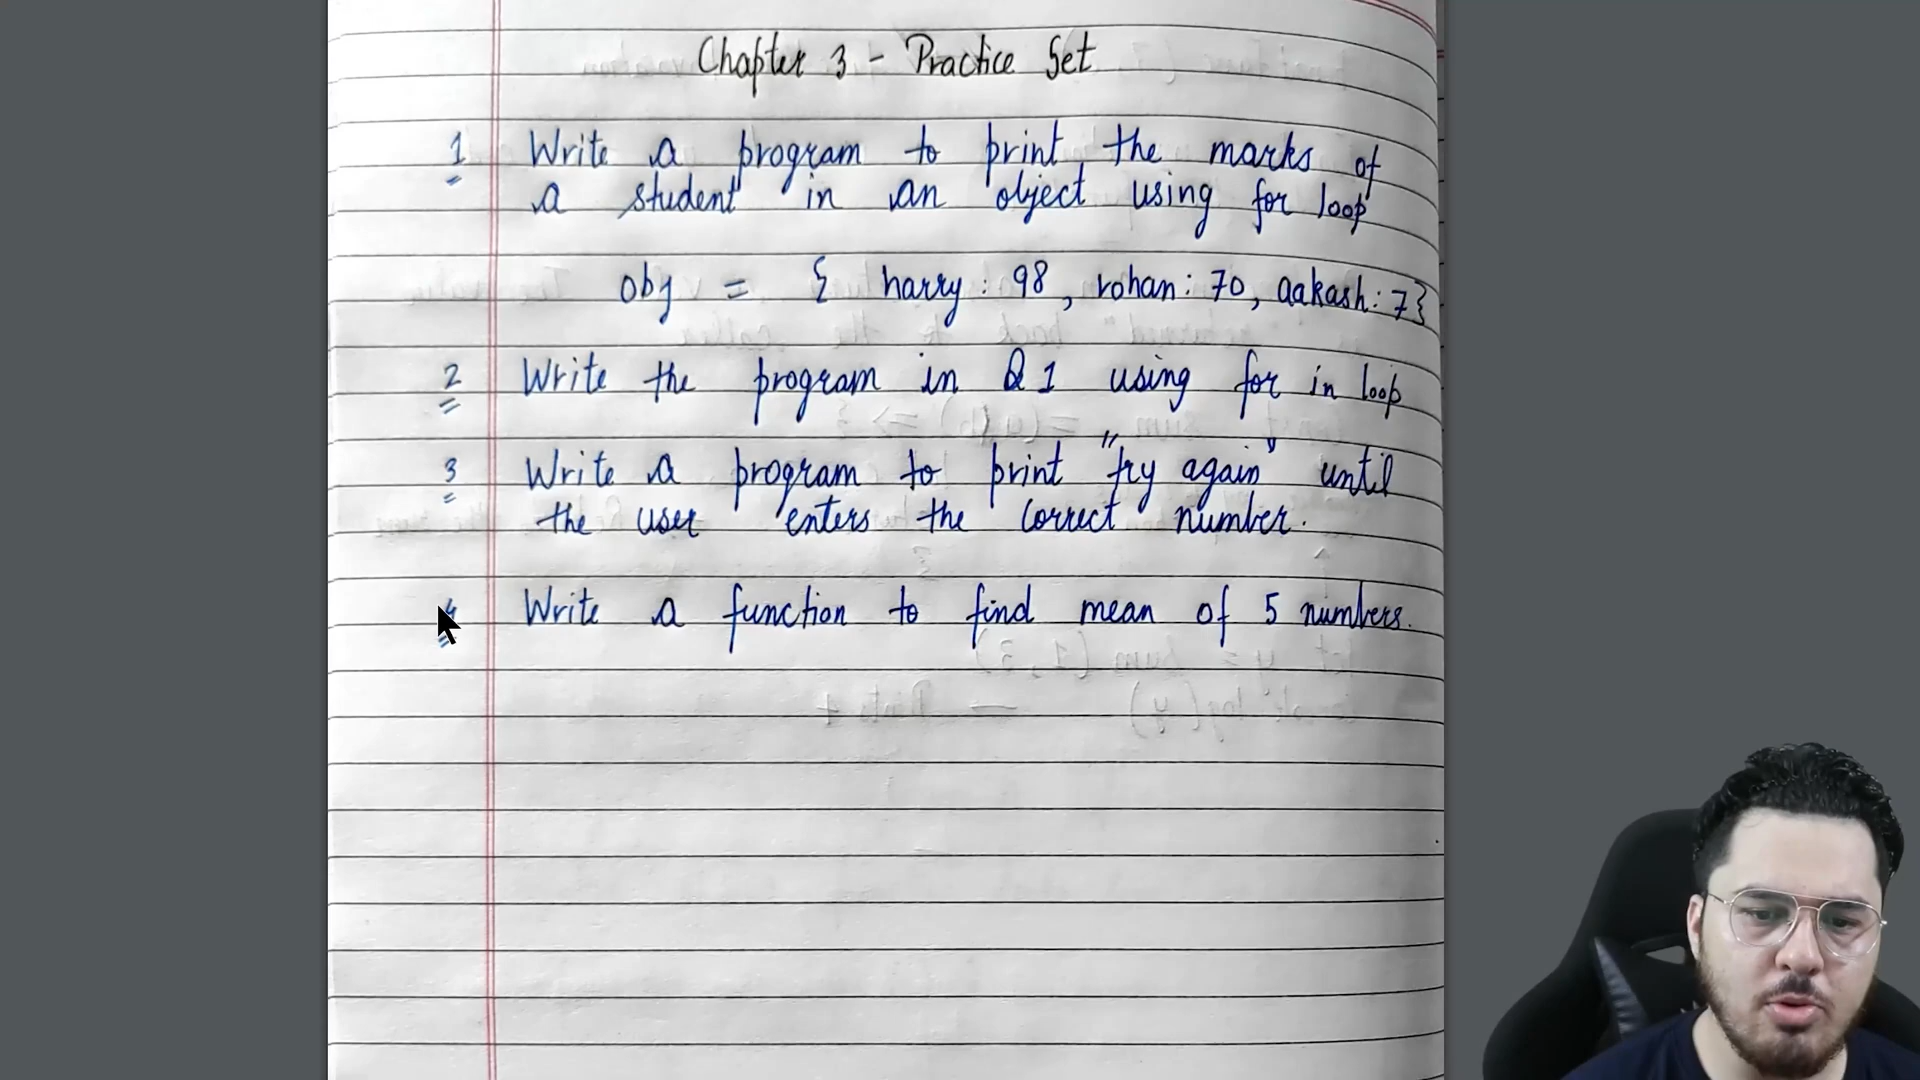 Chapter 3 - Practice Set
1 Write a program to print the marks of
a student in an object using for loop
obj = { harry: 98, rohan: 70, aakash: 7}
2 Write the program in Q1 using for in loop
3 Write a program to print "try again" until
the user enters the correct number.
4 Write a function to find mean of 5 numbers.